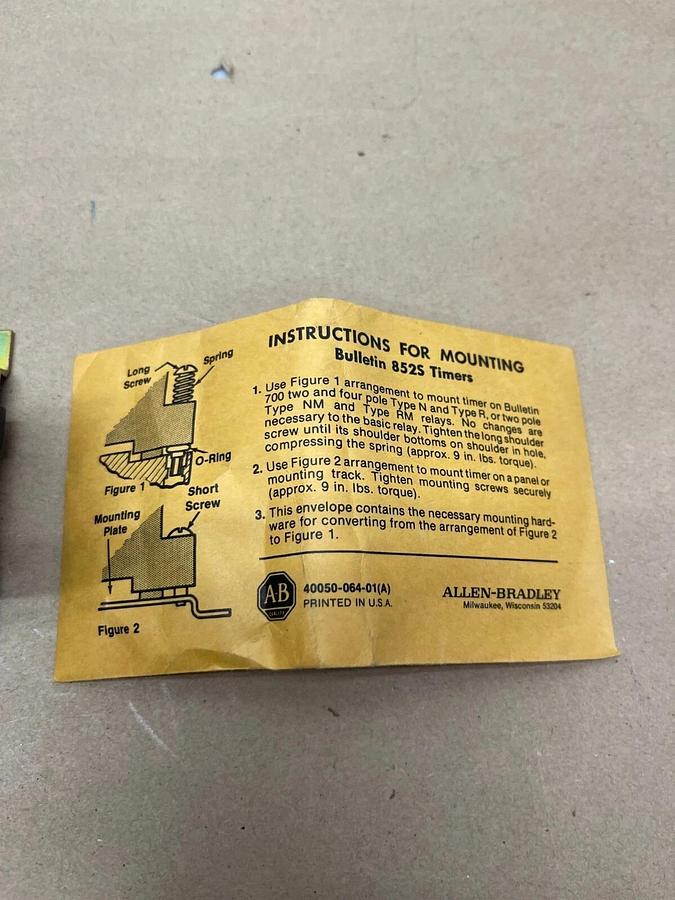 INSTRUCTIONS FOR MOUNTING
Bulletin 852S Timers
1. Use Figure 1 arrangement to mount timer on Bulletin
700 two and four pole Type N and Type R, or two pole
Type NM and Type RM relays. No changes are
necessary to the basic relay. Tighten the long shoulder
screw until its shoulder bottoms on shoulder in hole,
compressing the spring (approx. 9 in. lbs. torque).
2. Use Figure 2 arrangement to mount timer on a panel or
mounting track. Tighten mounting screws securely
(approx. 9 in. lbs. torque).
3. This envelope contains the necessary mounting hard-
ware for converting from the arrangement of Figure 2
to Figure 1.
Long
Screw
Spring
O-Ring
Figure 1
Short
Screw
Mounting
Plate
Figure 2
A-B
QUALITY
40050-064-01(A)
PRINTED IN U.S.A.
ALLEN-BRADLEY
Milwaukee, Wisconsin 53204